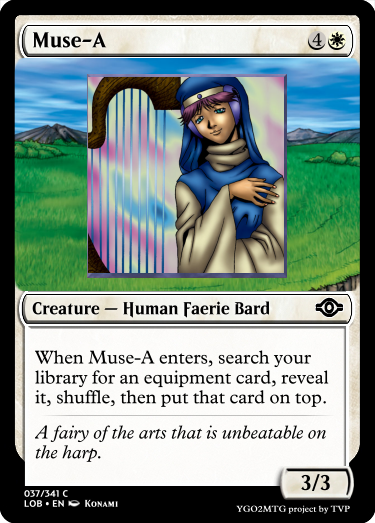 Muse-A
4
Creature — Human Faerie Bard
When Muse-A enters, search your
library for an equipment card, reveal
it, shuffle, then put that card on top.
A fairy of the arts that is unbeatable on
the harp.
3/3
037/341 C
LOB • EN Konami
YGO2MTG project by TVP